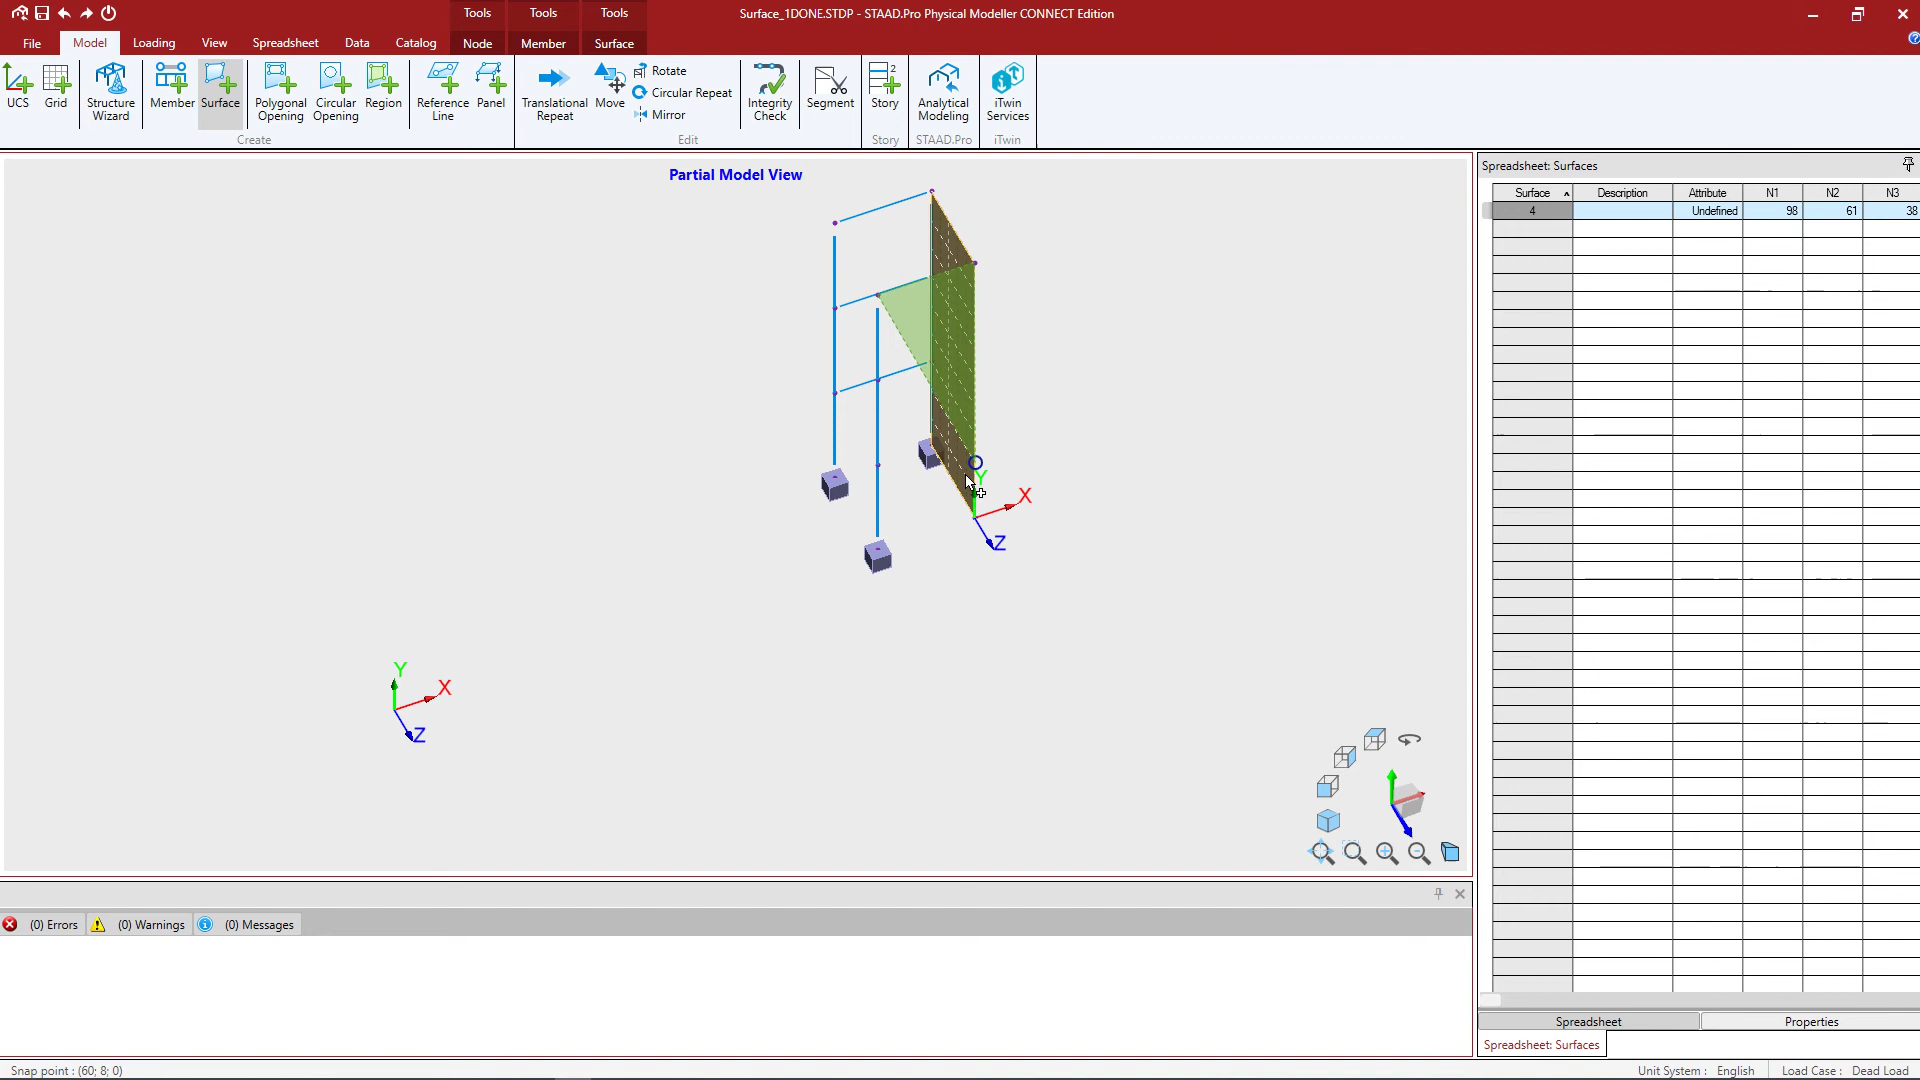 Tools Tools Tools
Surface_1DONE.STDP - STAAD.Pro Physical Modeller CONNECT Edition
File Model Loading View Spreadsheet Data Catalog Node Member Surface
UCS
Grid
Structure
Wizard
Member
Surface
Polygonal
Opening
Circular
Opening
Region
Reference
Line
Panel
Translational
Repeat
Move
Rotate
Circular Repeat
Mirror
Integrity
Check
Segment
2
Story
Analytical
Modeling
iTwin
Services
Create Edit Story STAAD.Pro iTwin
Partial Model View
Y
X
Z
Y
X
Z
Spreadsheet: Surfaces
Surface Description Attribute N1 N2 N3
4 Undefined 98 61 38
(0) Errors (0) Warnings (0) Messages
Spreadsheet Properties
Spreadsheet: Surfaces
Snap point : (60; 8; 0)
Unit System : English Load Case : Dead Load